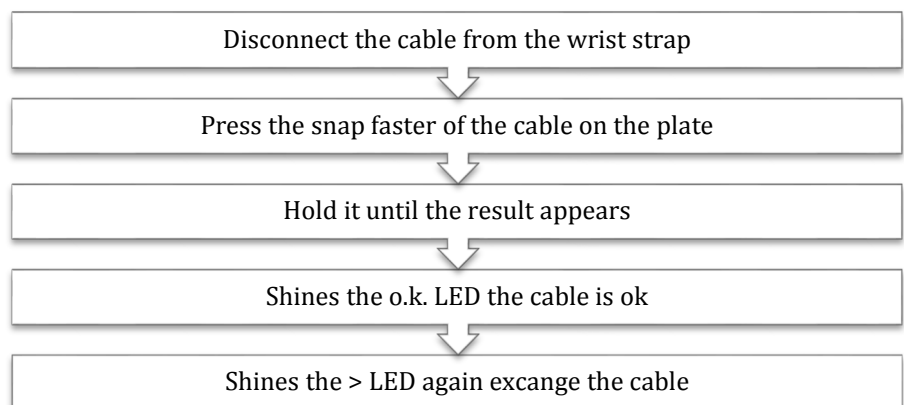 Disconnect the cable from the wrist strap
Press the snap faster of the cable on the plate
Hold it until the result appears
Shines the o.k. LED the cable is ok
Shines the > LED again excange the cable